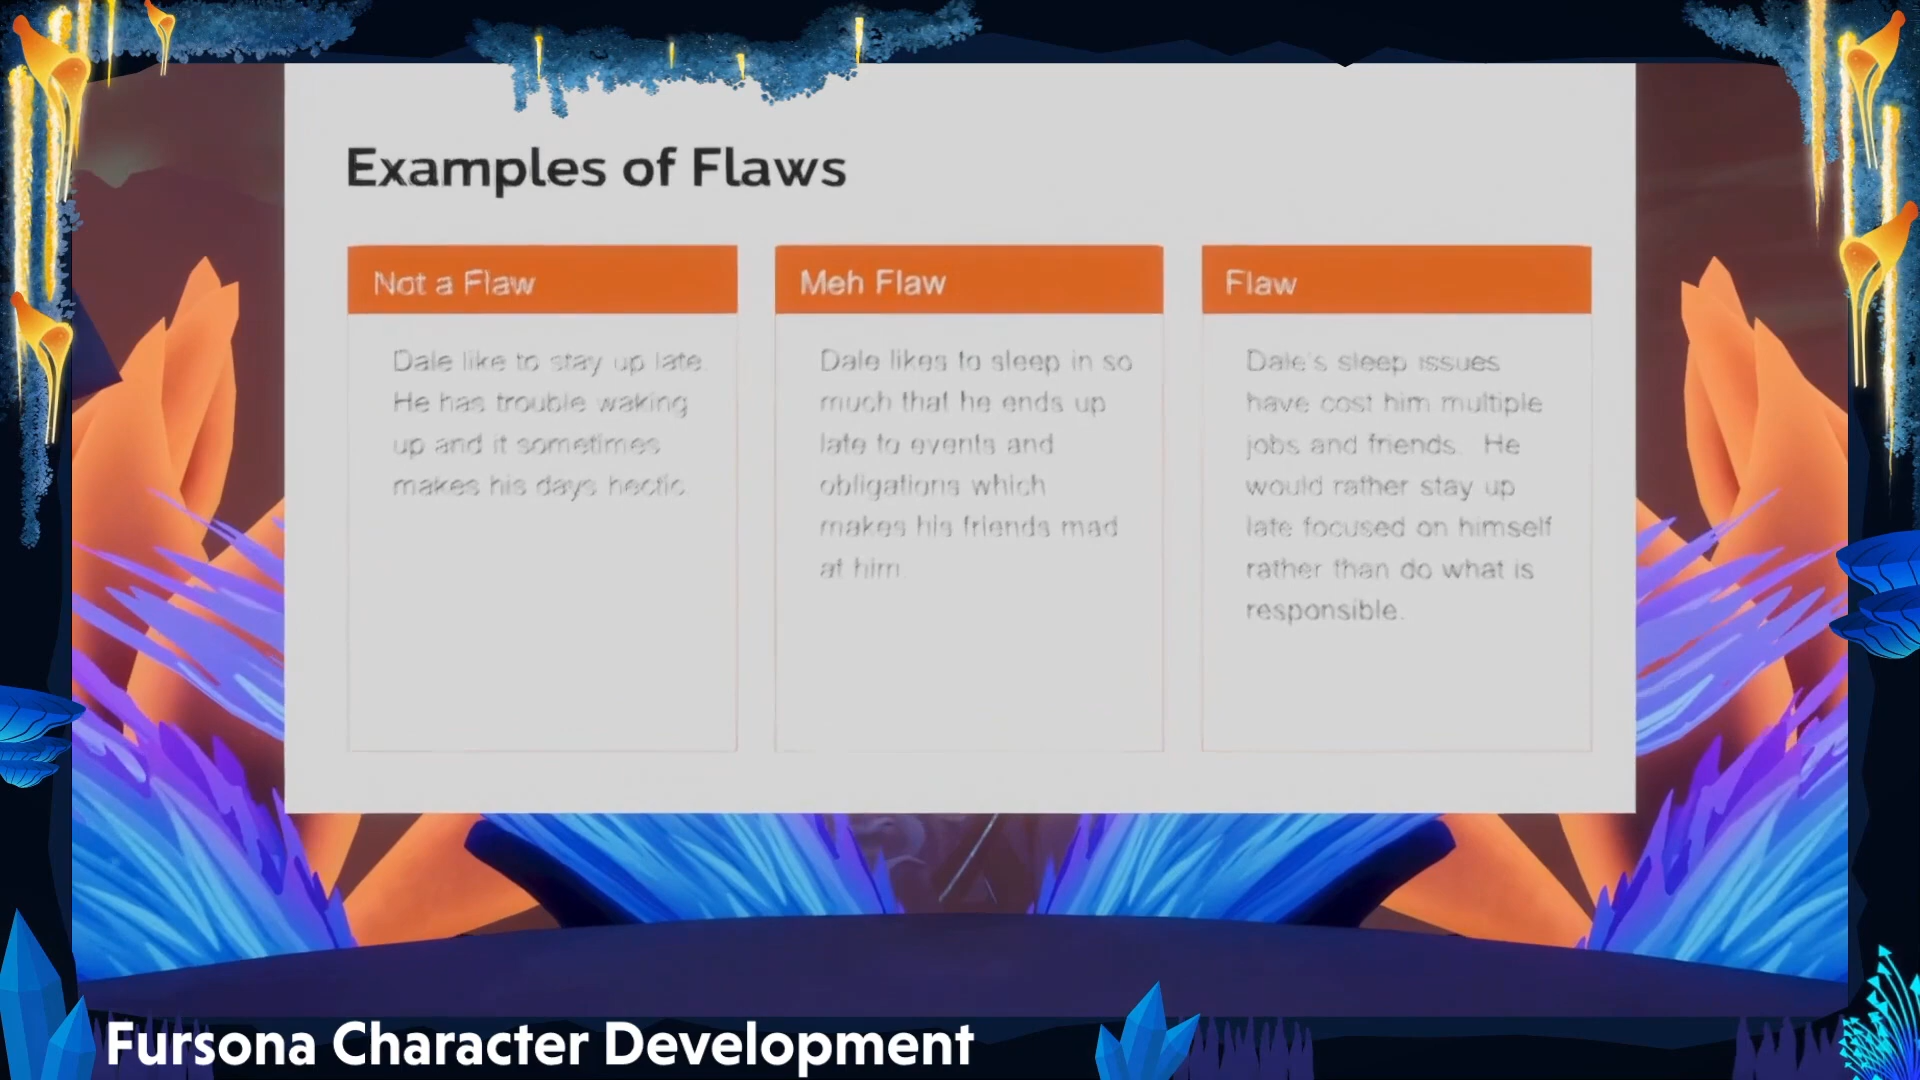 Examples of Flaws
Not a Flaw
Dale like to stay up late.
He has trouble waking
up and it sometimes
makes his days hectic.
Meh Flaw
Dale likes to sleep in so
much that he ends up
late to events and
obligations which
makes his friends mad
at him.
Flaw
Dale's sleep issues
have cost him multiple
jobs and friends. He
would rather stay up
late focused on himself
rather than do what is
responsible.
Fursona Character Development